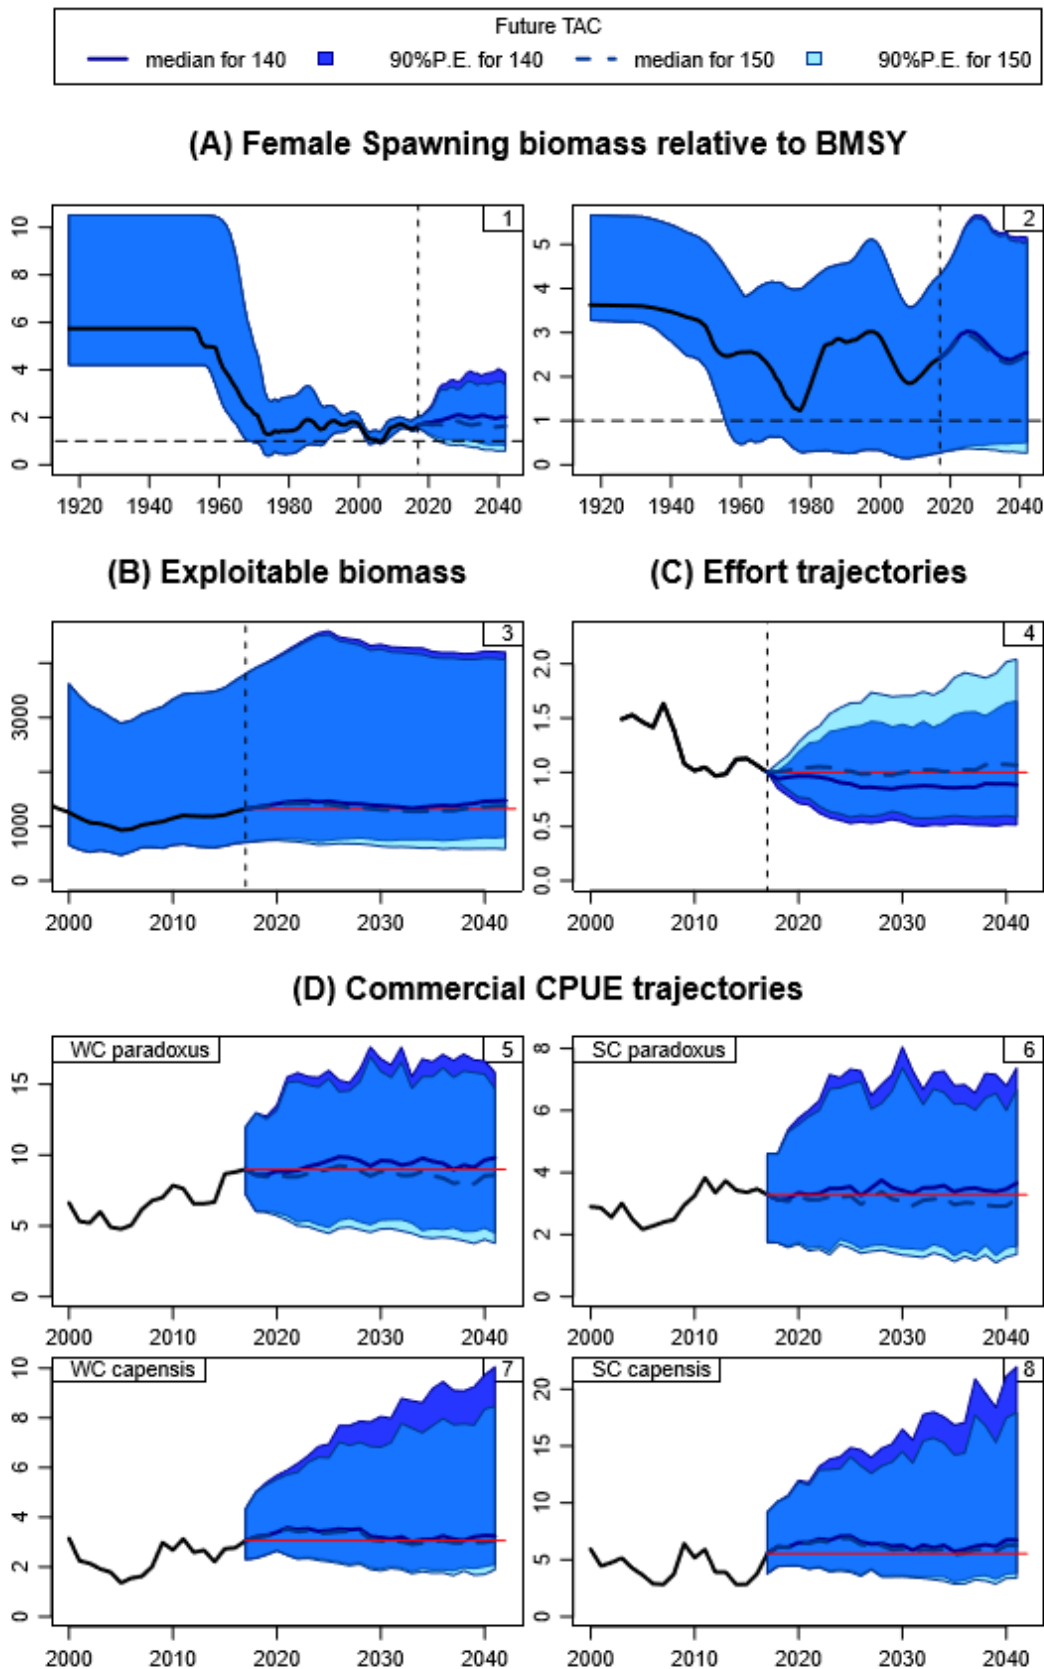 Future TAC
median for 140 90%P.E. for 140 median for 150 90%P.E. for 150
(A) Female Spawning biomass relative to BMSY
1
10
8
6
4
2
0
1920 1940 1960 1980 2000 2020 2040
2
5
4
3
2
1
0
1920 1940 1960 1980 2000 2020 2040
(B) Exploitable biomass
3
3000
1000
0
2000 2010 2020 2030 2040
(C) Effort trajectories
4
2.0
1.5
1.0
0.5
0.0
2000 2010 2020 2030 2040
(D) Commercial CPUE trajectories
WC paradoxus 5
15
10
5
0
2000 2010 2020 2030 2040
SC paradoxus 6
8
6
4
2
0
2000 2010 2020 2030 2040
WC capensis 7
10
8
6
4
2
0
2000 2010 2020 2030 2040
SC capensis 8
20
15
10
5
0
2000 2010 2020 2030 2040